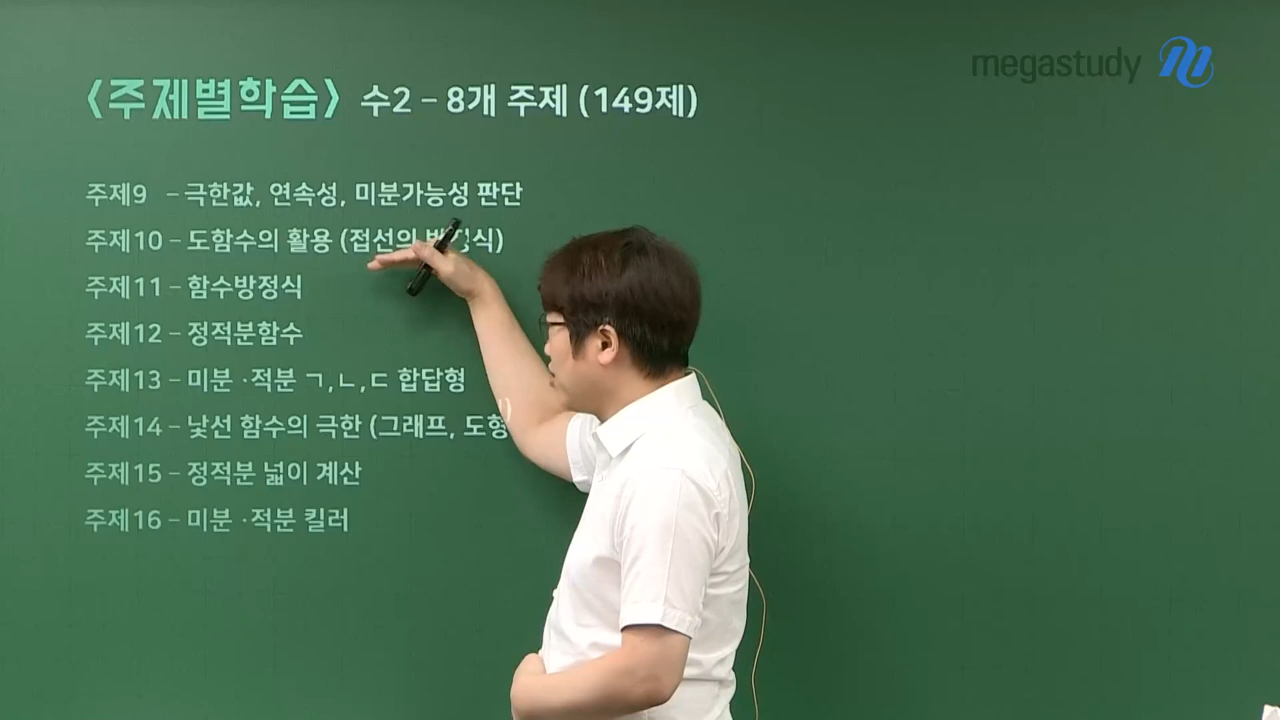 megastudy
<주제별학습> 수2 - 8개 주제 (149제)
주제9 - 극한값, 연속성, 미분가능성 판단
주제10 - 도함수의 활용 (접선의
주제11 - 함수방정식
주제12 - 정적분함수
주제13 - 미분·적분 ㄱ,ㄴ,ㄷ 합답형
주제14 - 낯선 함수의 극한 (그래프, 도형)
주제15 - 정적분 넓이 계산
주제16 - 미분·적분 킬러